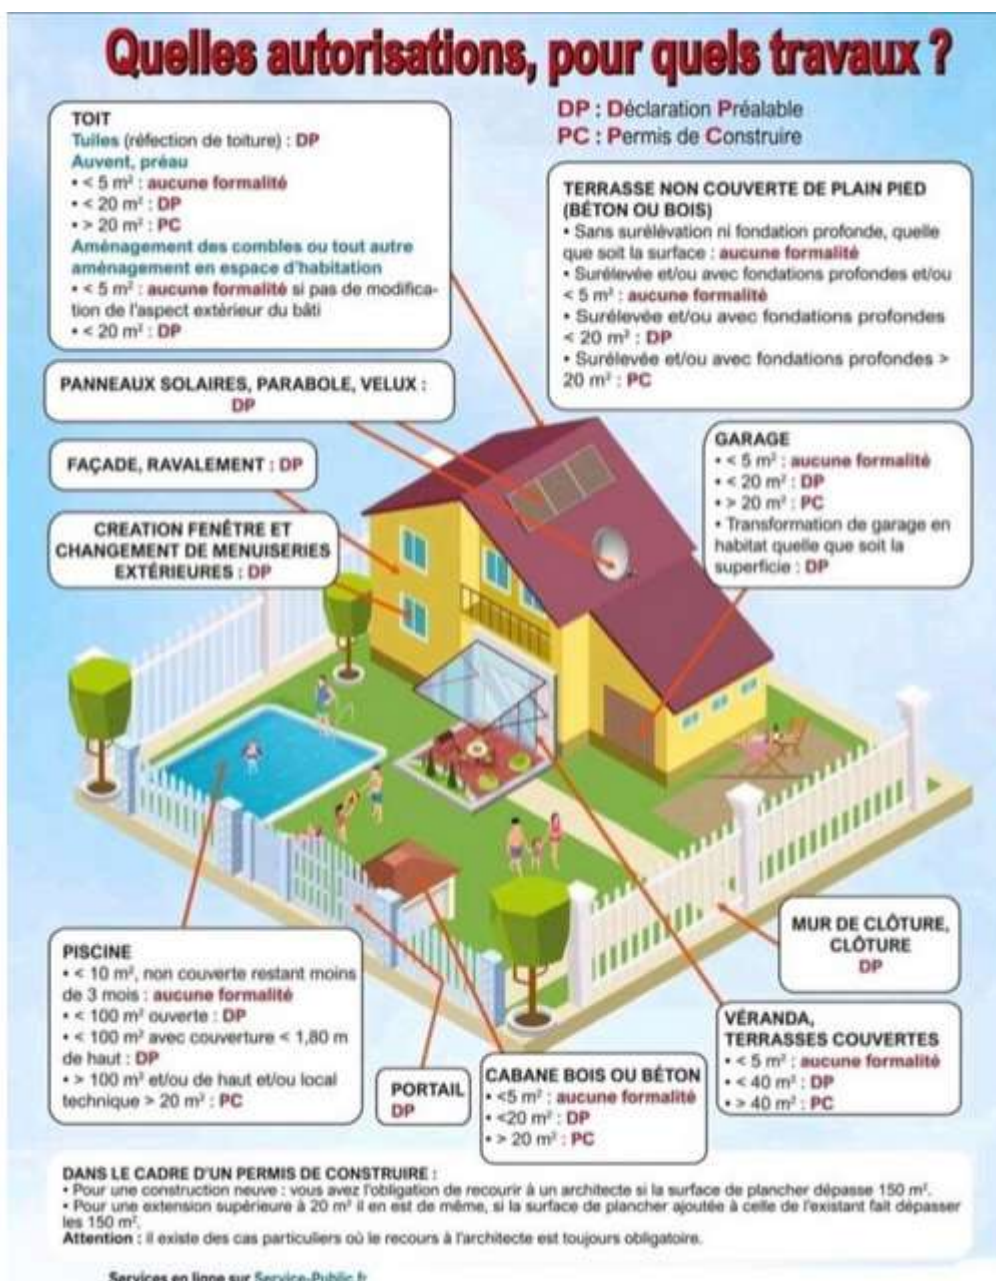 Quelles autorisations, pour quels travaux ?
DP : Déclaration Préalable
PC : Permis de Construire
TOIT
Tuiles (réfection de toiture) : DP
Auvent, préau
• < 5 m² : aucune formalité
• < 20 m² : DP
• > 20 m² : PC
Aménagement des combles ou tout autre
aménagement en espace d'habitation
• < 5 m² : aucune formalité si pas de modifica-
tion de l'aspect extérieur du bâti
• < 20 m² : DP
TERRASSE NON COUVERTE DE PLAIN PIED
(BÉTON OU BOIS)
• Sans surélévation ni fondation profonde, quelle
que soit la surface : aucune formalité
• Surélevée et/ou avec fondations profondes et/ou
< 5 m² : aucune formalité
• Surélevée et/ou avec fondations profondes
< 20 m² : DP
• Surélevée et/ou avec fondations profondes >
20 m² : PC
PANNEAUX SOLAIRES, PARABOLE, VELUX :
DP
FAÇADE, RAVALEMENT : DP
CREATION FENÊTRE ET
CHANGEMENT DE MENUISERIES
EXTÉRIEURES : DP
GARAGE
• < 5 m² : aucune formalité
• < 20 m² : DP
• > 20 m² : PC
• Transformation de garage en
habitat quelle que soit la
superficie : DP
PISCINE
• < 10 m², non couverte restant moins
de 3 mois : aucune formalité
• < 100 m² ouverte : DP
• < 100 m² avec couverture < 1,80 m
de haut : DP
• > 100 m² et/ou de haut et/ou local
technique > 20 m² : PC
PORTAIL
DP
CABANE BOIS OU BÉTON
• <5 m² : aucune formalité
• <20 m² : DP
• > 20 m² : PC
MUR DE CLÔTURE,
CLÔTURE
DP
VÉRANDA,
TERRASSES COUVERTES
• < 5 m² : aucune formalité
• < 40 m² : DP
• > 40 m² : PC
DANS LE CADRE D'UN PERMIS DE CONSTRUIRE :
• Pour une construction neuve : vous avez l'obligation de recourir à un architecte si la surface de plancher dépasse 150 m².
• Pour une extension supérieure à 20 m² il en est de même, si la surface de plancher ajoutée à celle de l'existant fait dépasser
les 150 m².
Attention : il existe des cas particuliers où le recours à l'architecte est toujours obligatoire.
Services en ligne sur Service-Public.fr